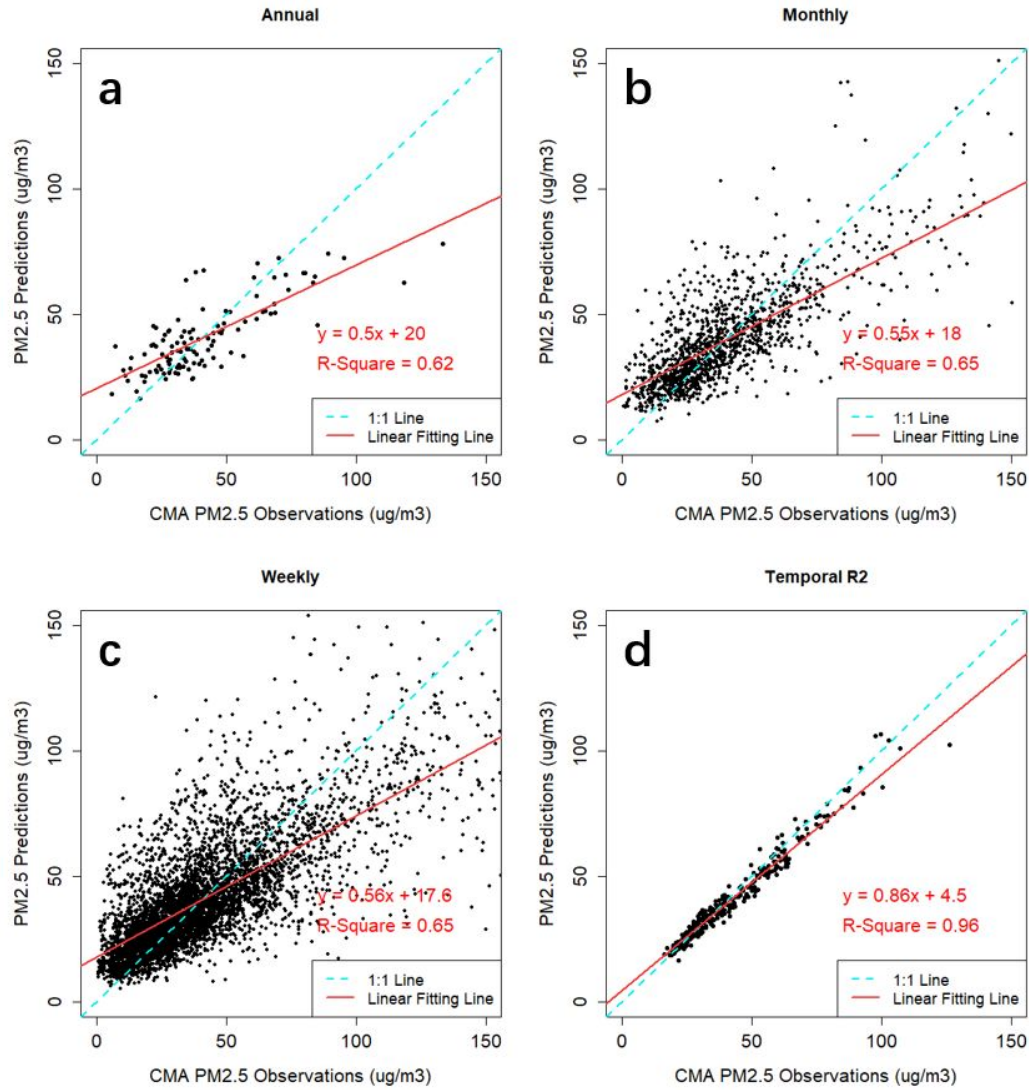 Annual
a
PM2.5 Predictions (ug/m3)
150
100
50
0
y = 0.5x + 20
R-Square = 0.62
1:1 Line
Linear Fitting Line
0 50 100 150
CMA PM2.5 Observations (ug/m3)
Monthly
b
PM2.5 Predictions (ug/m3)
150
100
50
0
y = 0.55x + 18
R-Square = 0.65
1:1 Line
Linear Fitting Line
0 50 100 150
CMA PM2.5 Observations (ug/m3)
Weekly
c
PM2.5 Predictions (ug/m3)
150
100
50
0
y = 0.56x + 17.6
R-Square = 0.65
1:1 Line
Linear Fitting Line
0 50 100 150
CMA PM2.5 Observations (ug/m3)
Temporal R2
d
PM2.5 Predictions (ug/m3)
150
100
50
0
y = 0.86x + 4.5
R-Square = 0.96
1:1 Line
Linear Fitting Line
0 50 100 150
CMA PM2.5 Observations (ug/m3)